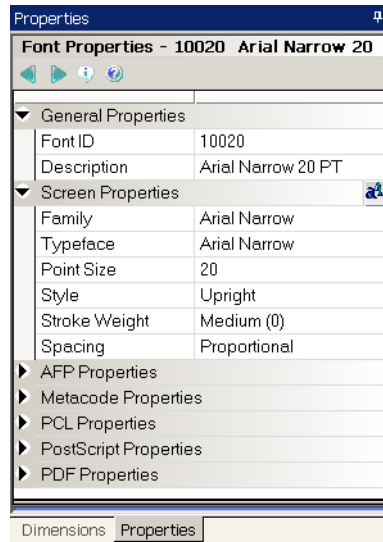 Properties
Font Properties - 10020 Arial Narrow 20
General Properties
Font ID 10020
Description Arial Narrow 20 PT
Screen Properties
Family Arial Narrow
Typeface Arial Narrow
Point Size 20
Style Upright
Stroke Weight Medium (0)
Spacing Proportional
AFP Properties
Metacode Properties
PCL Properties
PostScript Properties
PDF Properties
Dimensions Properties